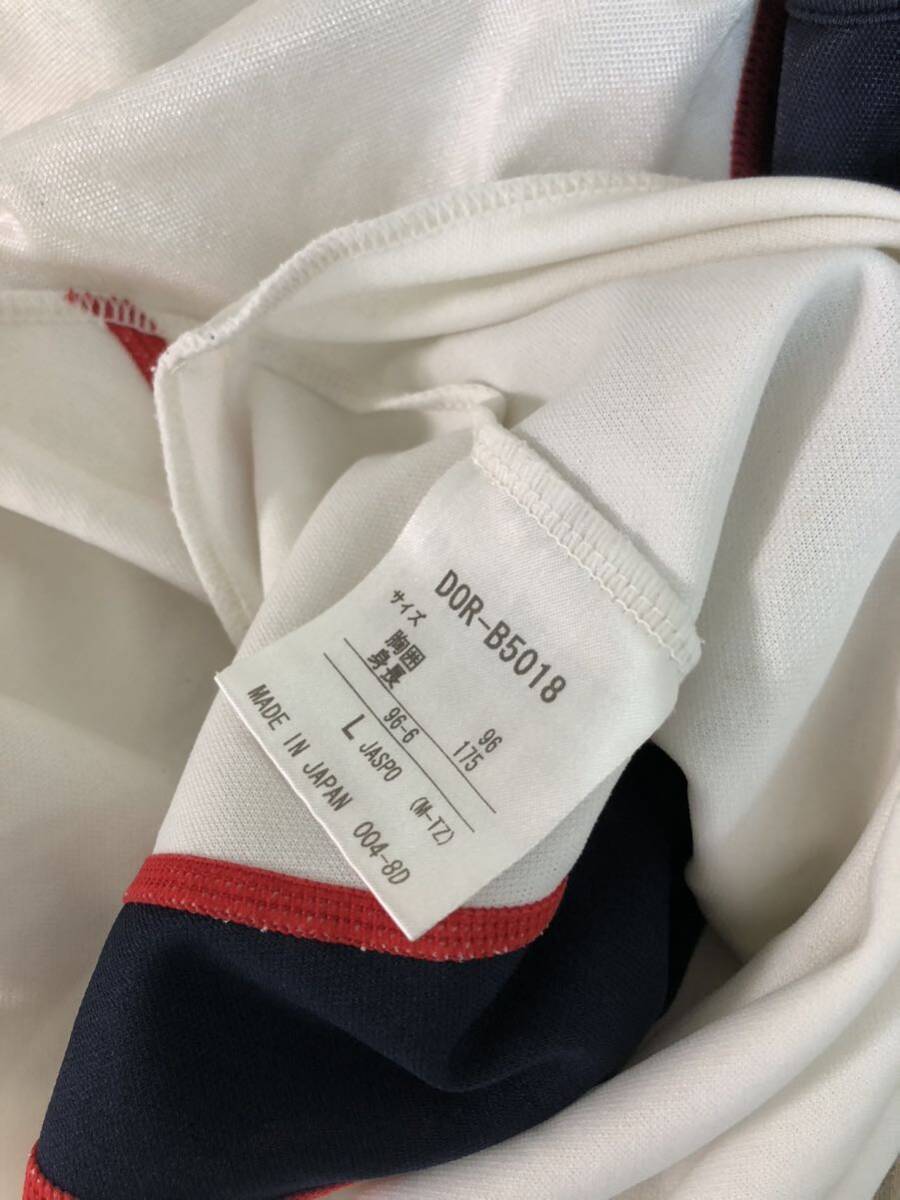 DOR-B5018
サイズ
胸囲 96
身長 175
96-6
L JASPO (M-TZ)
MADE IN JAPAN 004-8D